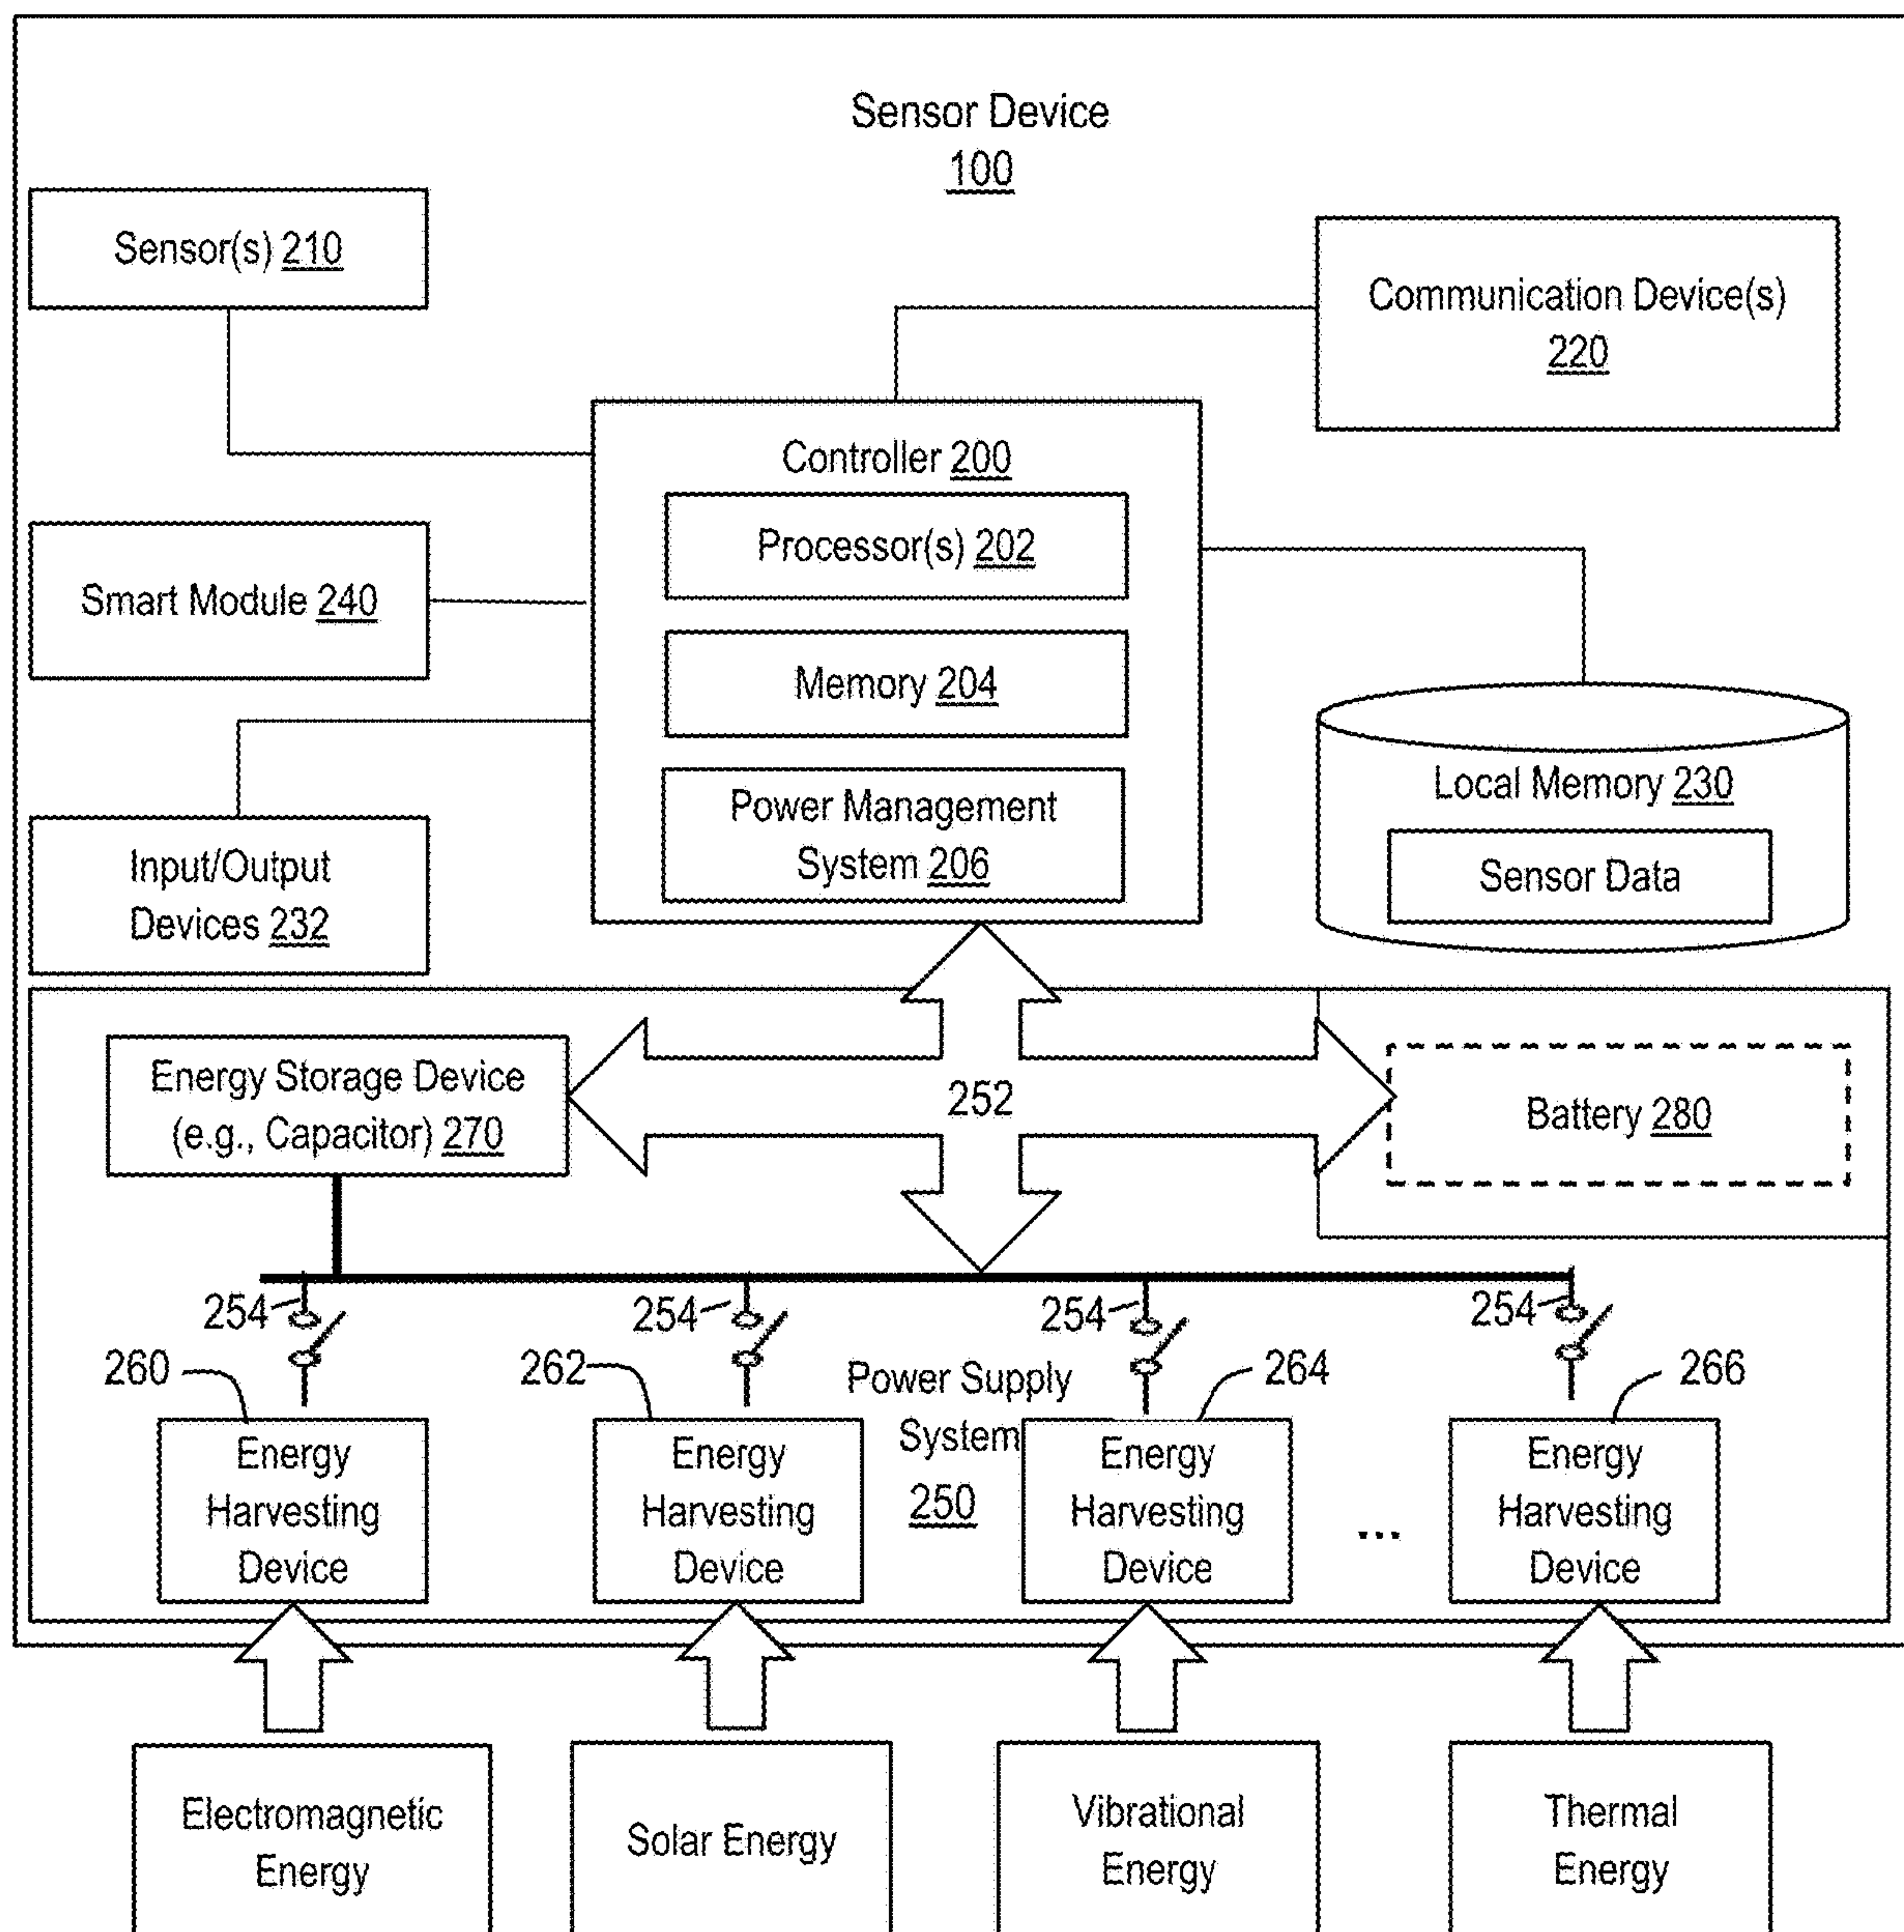 Sensor Device
100
Sensor(s) 210
Communication Device(s)
220
Controller 200
Processor(s) 202
Smart Module 240
Memory 204
Power Management
System 206
Local Memory 230
Sensor Data
Input/Output
Devices 232
Energy Storage Device
(e.g., Capacitor) 270
252
Battery 280
254
254
254
254
260
262
Power Supply
System
250
264
266
Energy
Harvesting
Device
Energy
Harvesting
Device
Energy
Harvesting
Device
...
Energy
Harvesting
Device
Electromagnetic
Energy
Solar Energy
Vibrational
Energy
Thermal
Energy